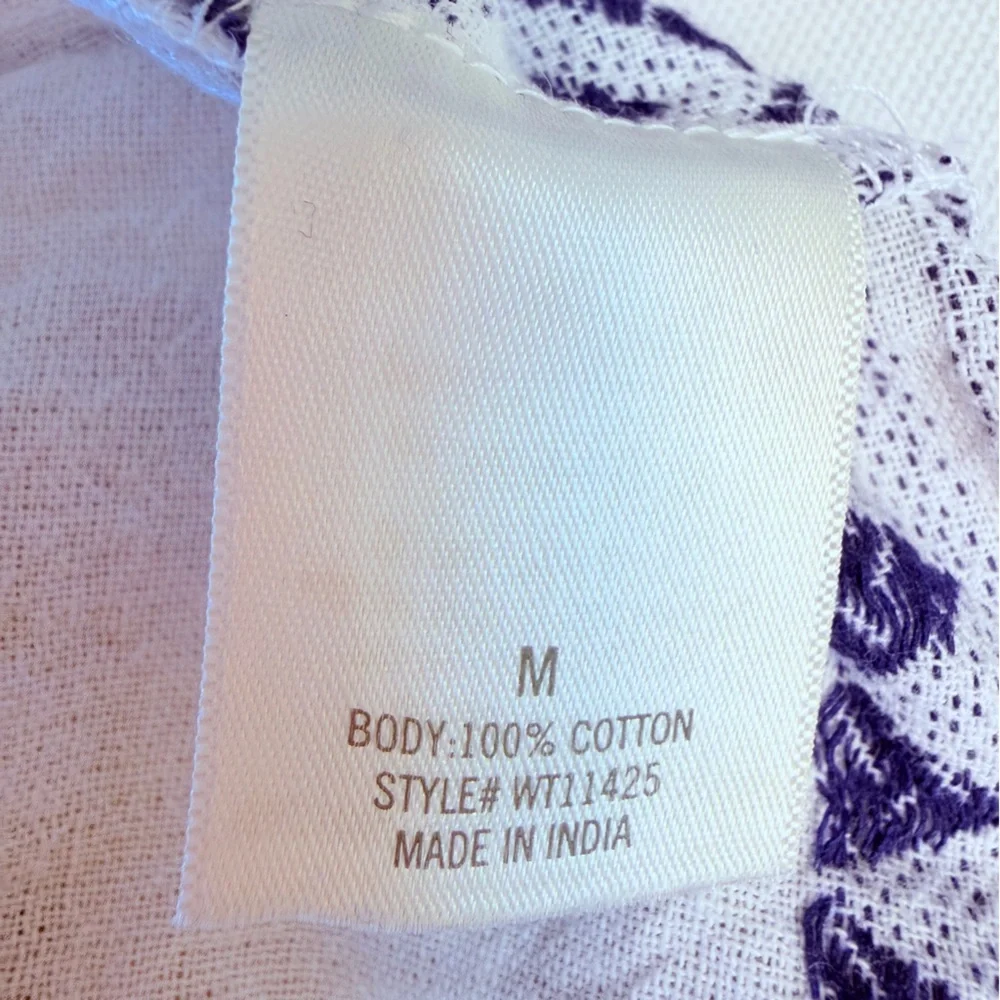 M
BODY:100% COTTON
STYLE# WT11425
MADE IN INDIA